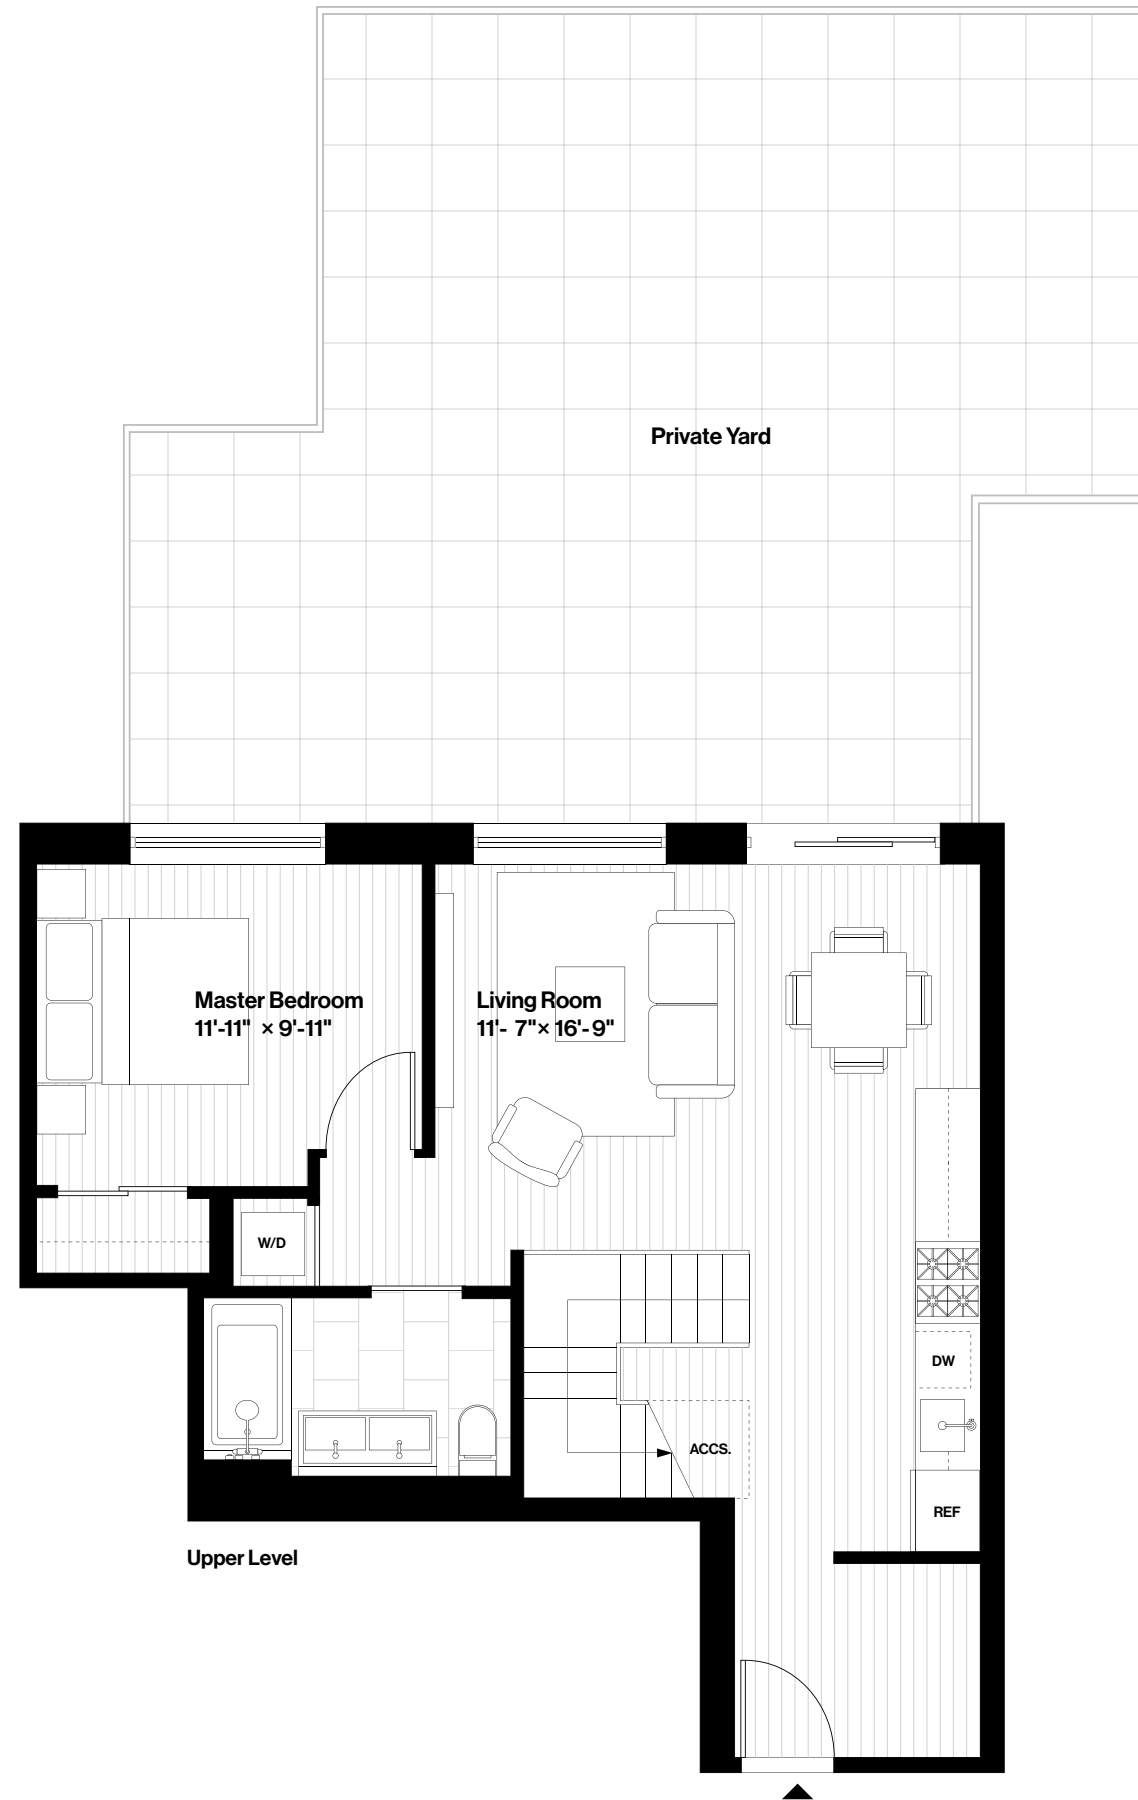 Private Yard
Master Bedroom
11'-11" × 9'-11"
Living Room
11'- 7"× 16'- 9"
W/D
DW
ACCS.
REF
Upper Level